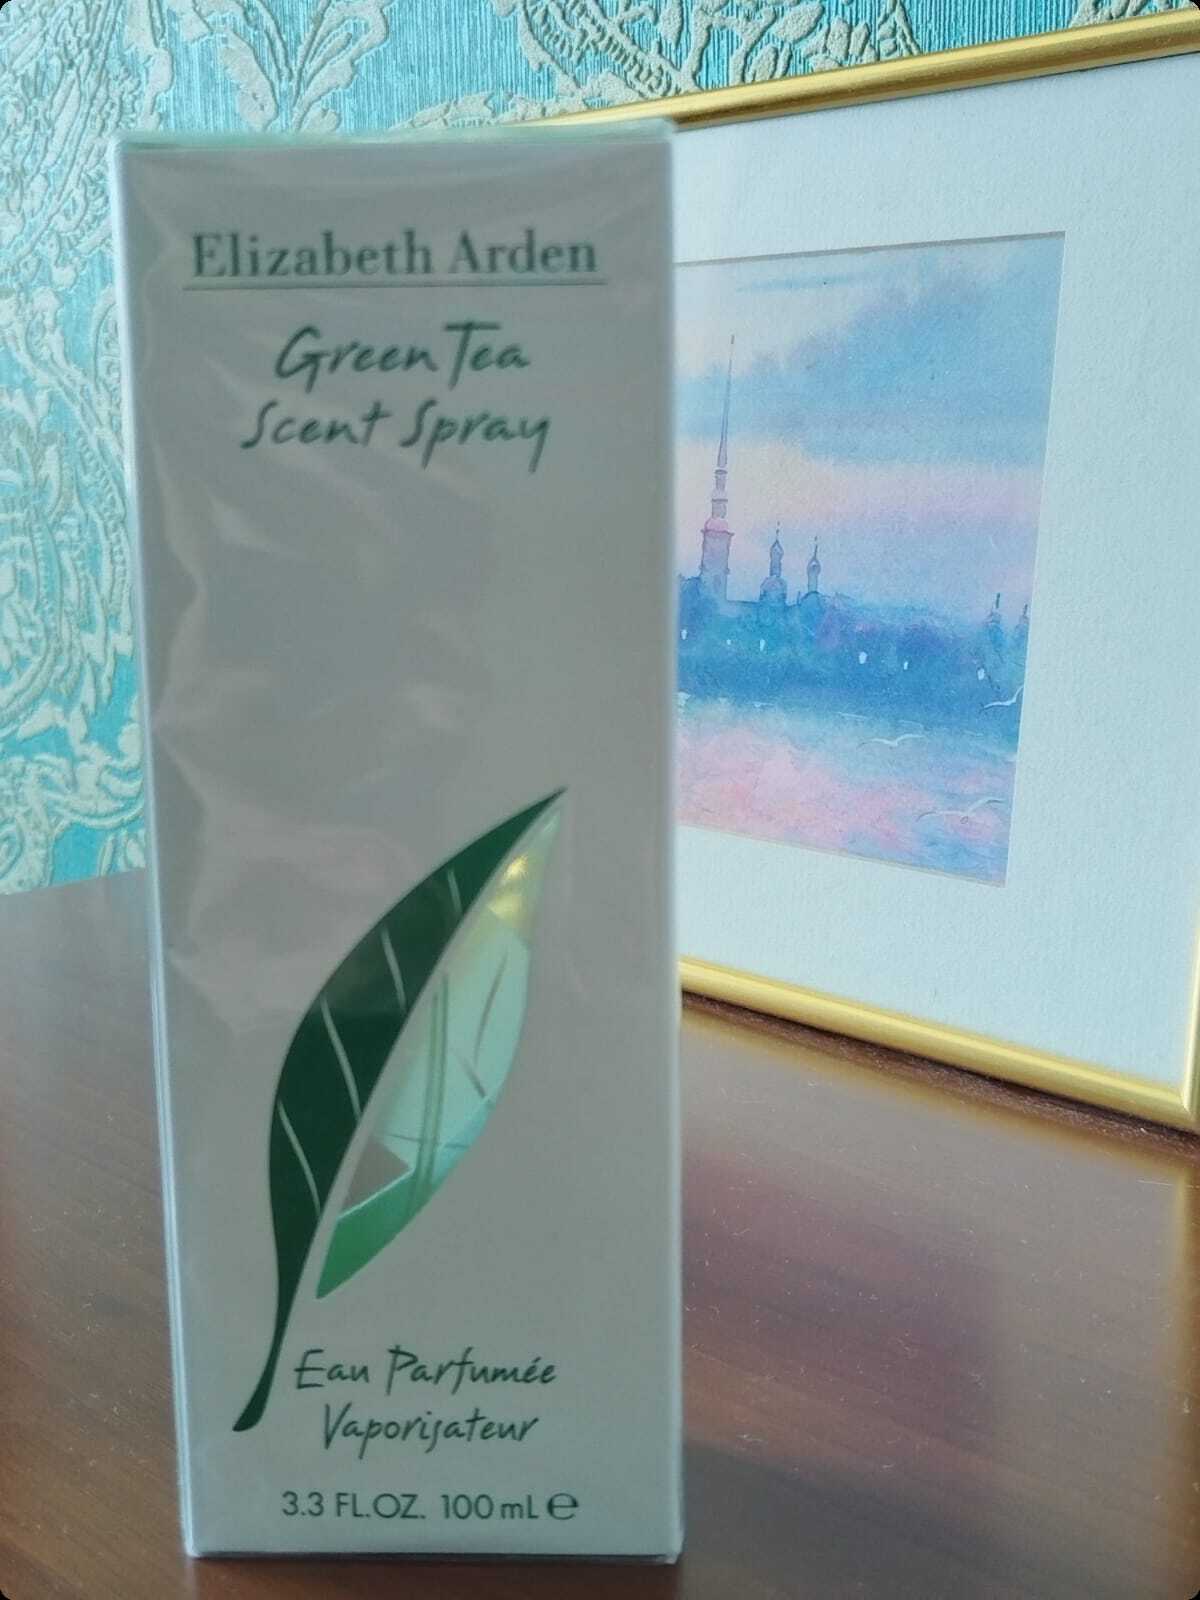 Elizabeth Arden
Green Tea
Scent Spray
Eau Parfumée
Vaporisateur
3.3 FL.OZ. 100 mL ℮